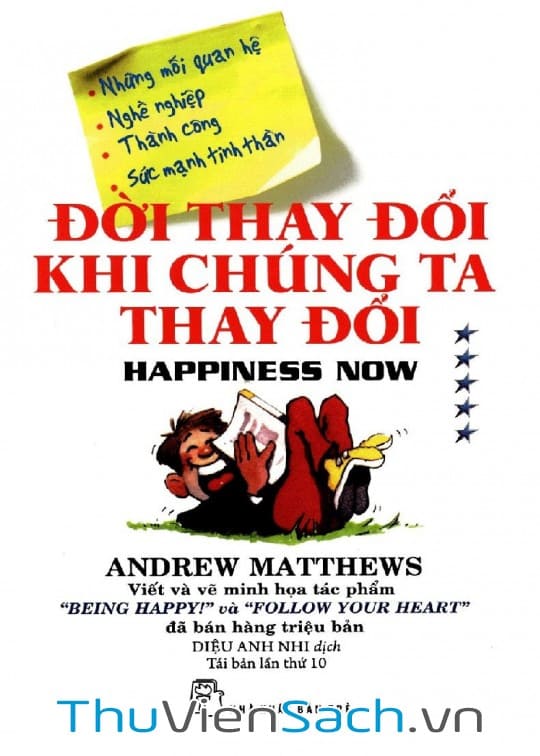 • Những mối quan hệ
• Nghề nghiệp
• Thành công
• Sức mạnh tinh thần
ĐỜI THAY ĐỔI
KHI CHÚNG TA
THAY ĐỔI
HAPPINESS NOW
ANDREW MATTHEWS
Viết và vẽ minh họa tác phẩm
“BEING HAPPY!” và “FOLLOW YOUR HEART”
đã bán hàng triệu bản
DIỆU ANH NHI dịch
Tái bản lần thứ 10
ThuVienSach.vn